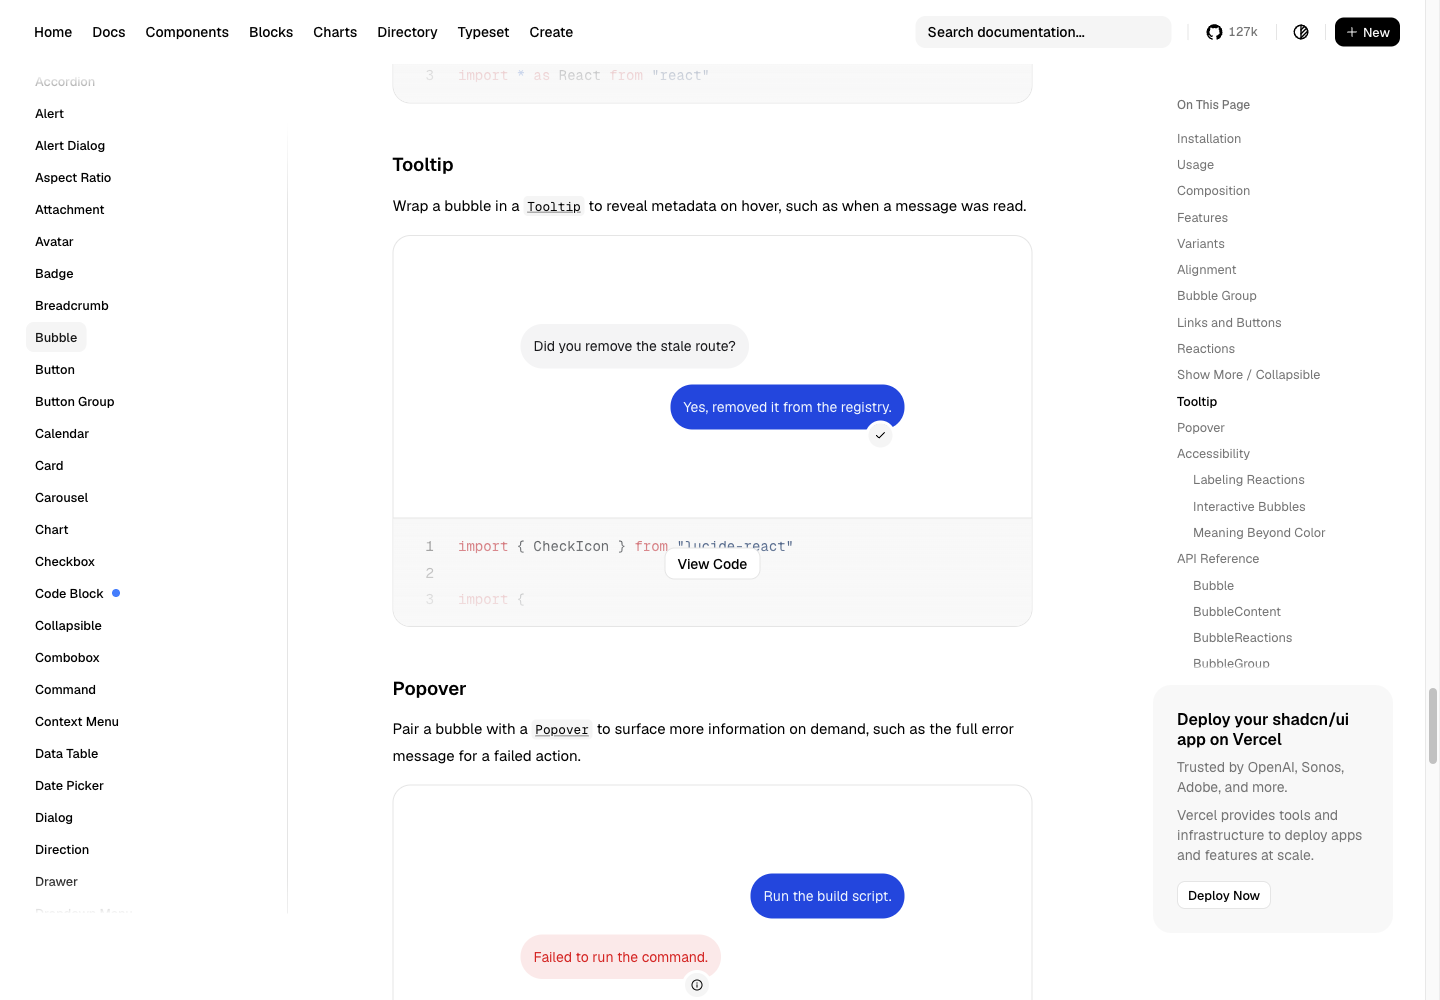 Home Docs Components Blocks Charts Directory Typeset Create
Search documentation...
127k
New
Accordion
Alert
Alert Dialog
Aspect Ratio
Attachment
Avatar
Badge
Breadcrumb
Bubble
Button
Button Group
Calendar
Card
Carousel
Chart
Checkbox
Code Block
Collapsible
Combobox
Command
Context Menu
Data Table
Date Picker
Dialog
Direction
Drawer
3 import * as React from "react"
Tooltip
Wrap a bubble in a Tooltip to reveal metadata on hover, such as when a message was read.
Did you remove the stale route?
Yes, removed it from the registry.
1 import { CheckIcon } from "lucide-react"
View Code
2
3 import {
Popover
Pair a bubble with a Popover to surface more information on demand, such as the full error
message for a failed action.
Run the build script.
Failed to run the command.
On This Page
Installation
Usage
Composition
Features
Variants
Alignment
Bubble Group
Links and Buttons
Reactions
Show More / Collapsible
Tooltip
Popover
Accessibility
Labeling Reactions
Interactive Bubbles
Meaning Beyond Color
API Reference
Bubble
BubbleContent
BubbleReactions
BubbleGroup
Deploy your shadcn/ui
app on Vercel
Trusted by OpenAI, Sonos,
Adobe, and more.
Vercel provides tools and
infrastructure to deploy apps
and features at scale.
Deploy Now